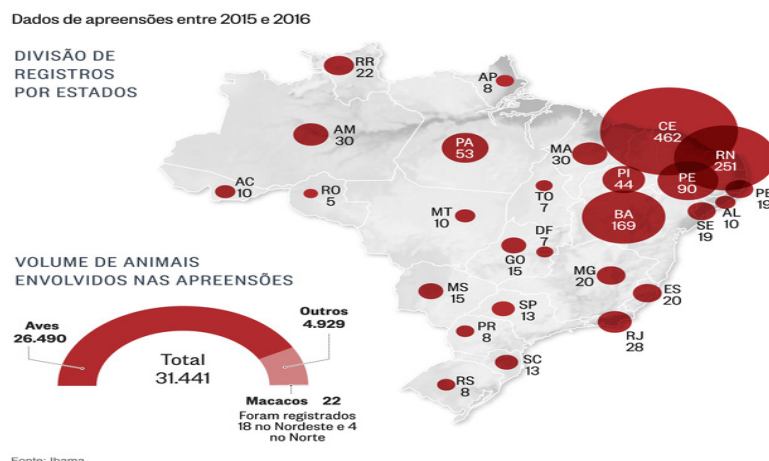 Dados de apreensões entre 2015 e 2016
DIVISÃO DE
REGISTROS
POR ESTADOS
RR
22
AP
8
AM
30
PA
53
MA
30
CE
462
RN
251
PI
44
PE
90
PB
19
AC
10
RO
5
TO
7
BA
169
SE
19
AL
10
MT
10
DF
7
GO
15
MG
20
ES
20
MS
15
SP
13
RJ
28
PR
8
SC
13
RS
8
VOLUME DE ANIMAIS
ENVOLVIDOS NAS APREENSÕES
Aves
26.490
Outros
4.929
Total
31.441
Macacos 22
Foram registrados
18 no Nordeste e 4
no Norte
Fonte: Ibama